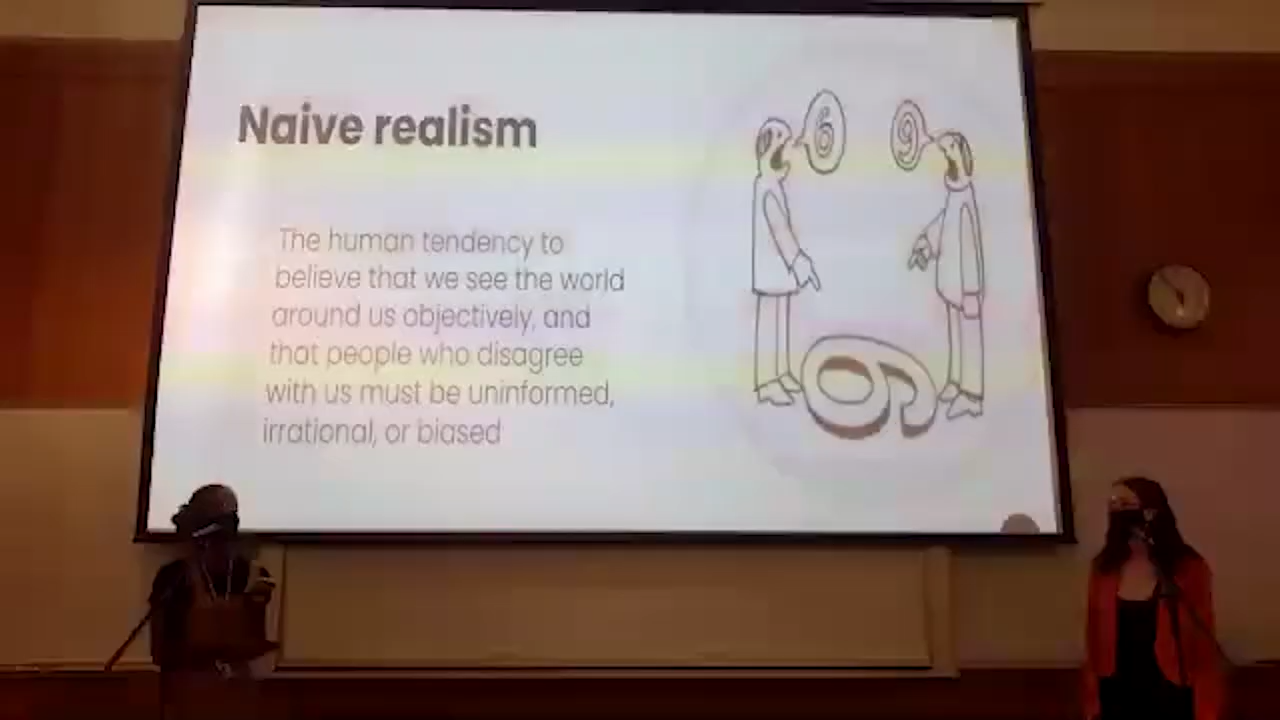 Naive realism
The human tendency to
believe that we see the world
around us objectively, and
that people who disagree
with us must be uninformed,
irrational, or biased
6
9